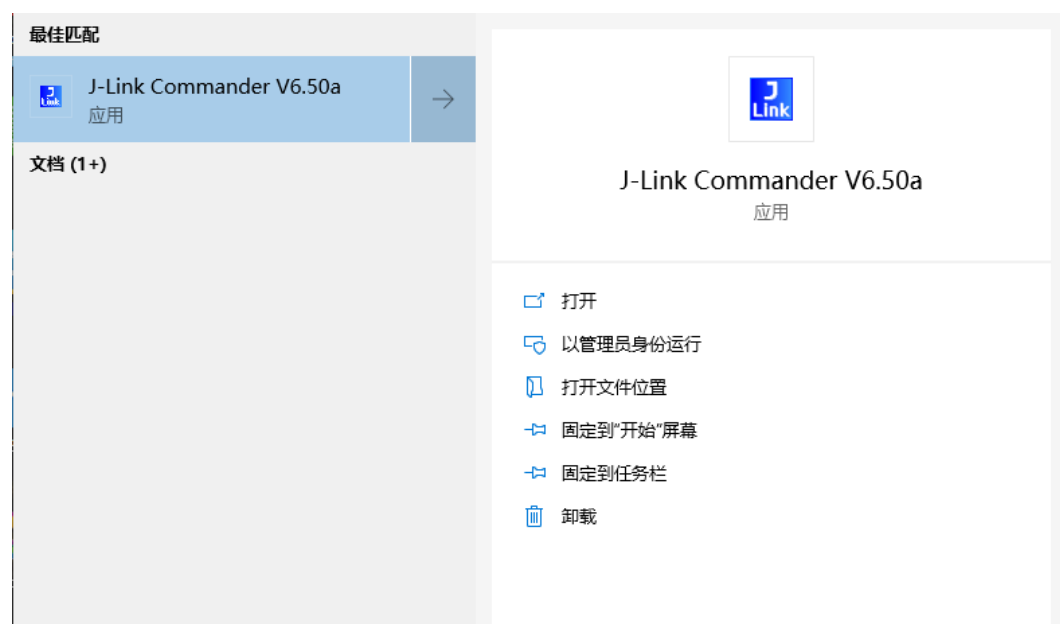 最佳匹配
J-Link Commander V6.50a
应用
文档 (1+)
J-Link Commander V6.50a
应用
打开
以管理员身份运行
打开文件位置
固定到"开始"屏幕
固定到任务栏
卸载
J Link
J Link